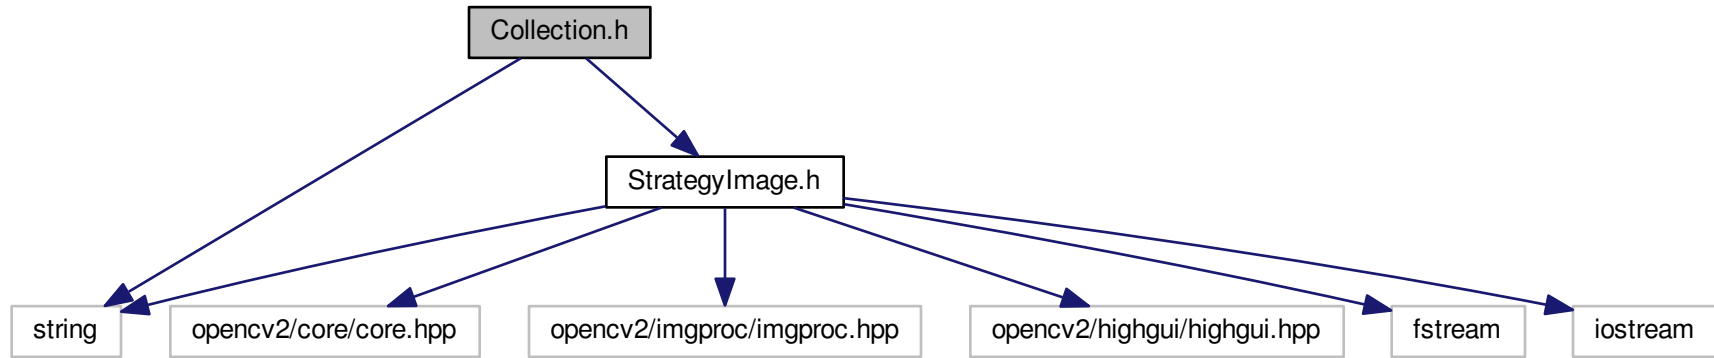 Collection.h
StrategyImage.h
string
opencv2/core/core.hpp
opencv2/imgproc/imgproc.hpp
opencv2/highgui/highgui.hpp
fstream
iostream